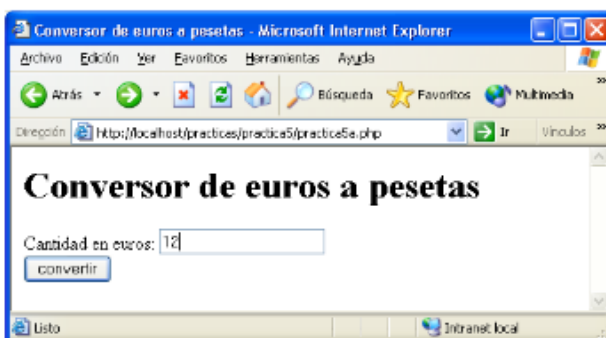 Conversor de euros a pesetas - Microsoft Internet Explorer
Archivo Edición Ver Favoritos Herramientas Ayuda
Atrás Búsqueda Favoritos Multimedia »
Dirección http://localhost/practicas/practica5/practica5a.php Ir Vínculos »
Conversor de euros a pesetas
Cantidad en euros: 12
convertir
Listo Intranet local